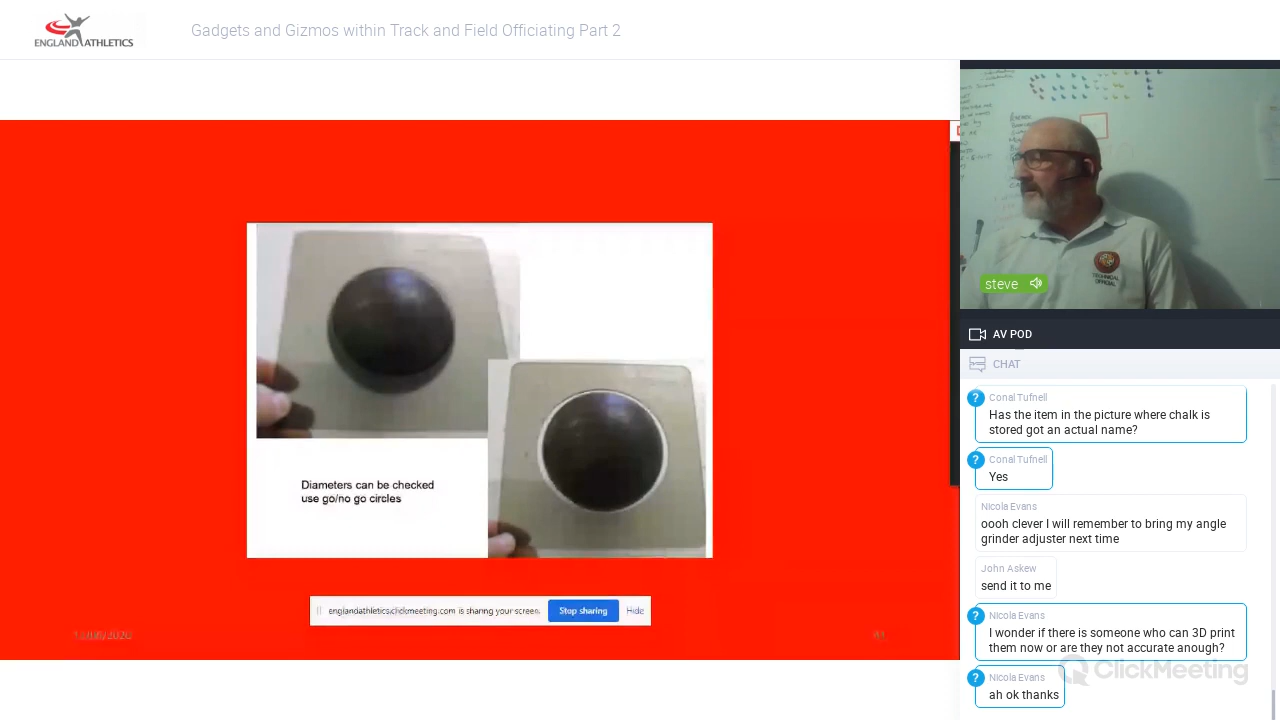 ENGLAND ATHLETICS
Gadgets and Gizmos within Track and Field Officiating Part 2
Diameters can be checked
use go/no go circles
englandathletics.clickmeeting.com is sharing your screen.
Stop sharing
Hide
TECHNICAL
OFFICIAL
steve
AV POD
CHAT
?
Conal Tufnell
Has the item in the picture where chalk is
stored got an actual name?
?
Conal Tufnell
Yes
Nicola Evans
oooh clever I will remember to bring my angle
grinder adjuster next time
John Askew
send it to me
?
Nicola Evans
I wonder if there is someone who can 3D print
them now or are they not accurate anough?
?
Nicola Evans
ah ok thanks
ClickMeeting